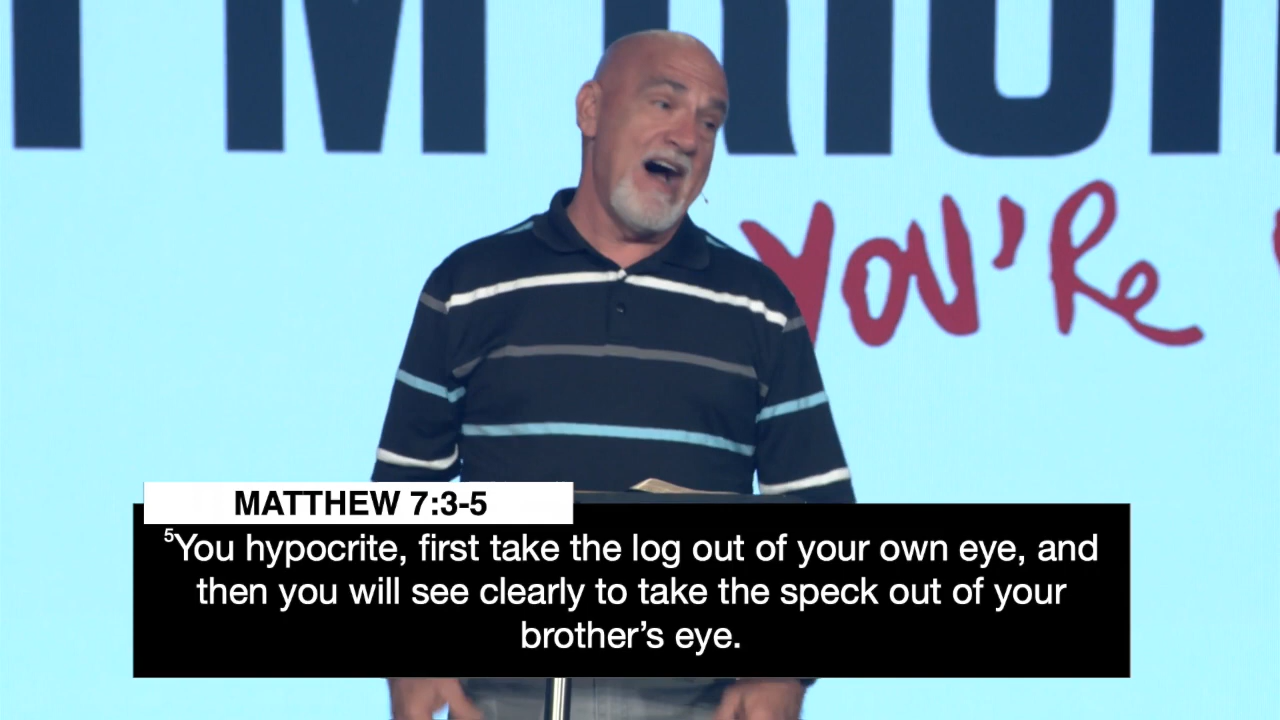 I'M RIGH
YOU'Re
MATTHEW 7:3-5
⁵You hypocrite, first take the log out of your own eye, and
then you will see clearly to take the speck out of your
brother's eye.